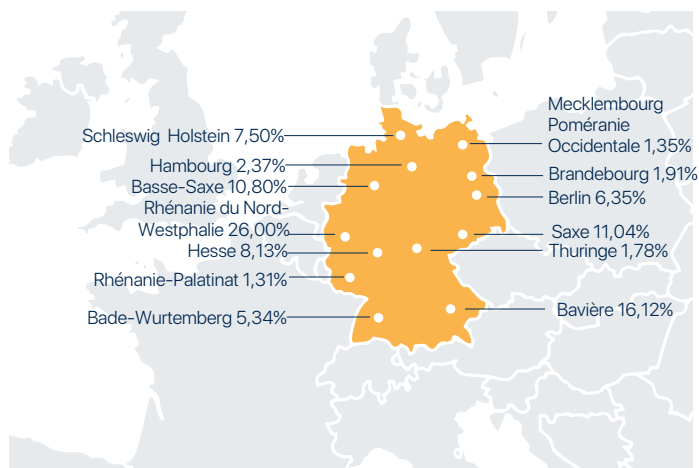 Schleswig Holstein 7,50%
Hambourg 2,37%
Basse-Saxe 10,80%
Rhénanie du Nord-
Westphalie 26,00%
Hesse 8,13%
Rhénanie-Palatinat 1,31%
Bade-Wurtemberg 5,34%
Mecklembourg
Poméranie
Occidentale 1,35%
Brandebourg 1,91%
Berlin 6,35%
Saxe 11,04%
Thuringe 1,78%
Bavière 16,12%